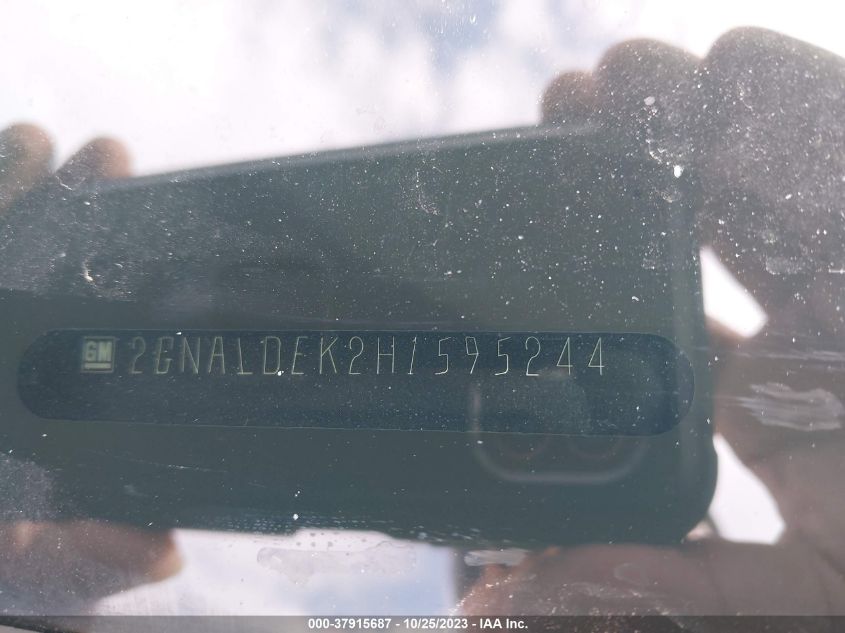 GM 2GNALDEK2H1595244
000-37915687 - 10/25/2023 - IAA Inc.